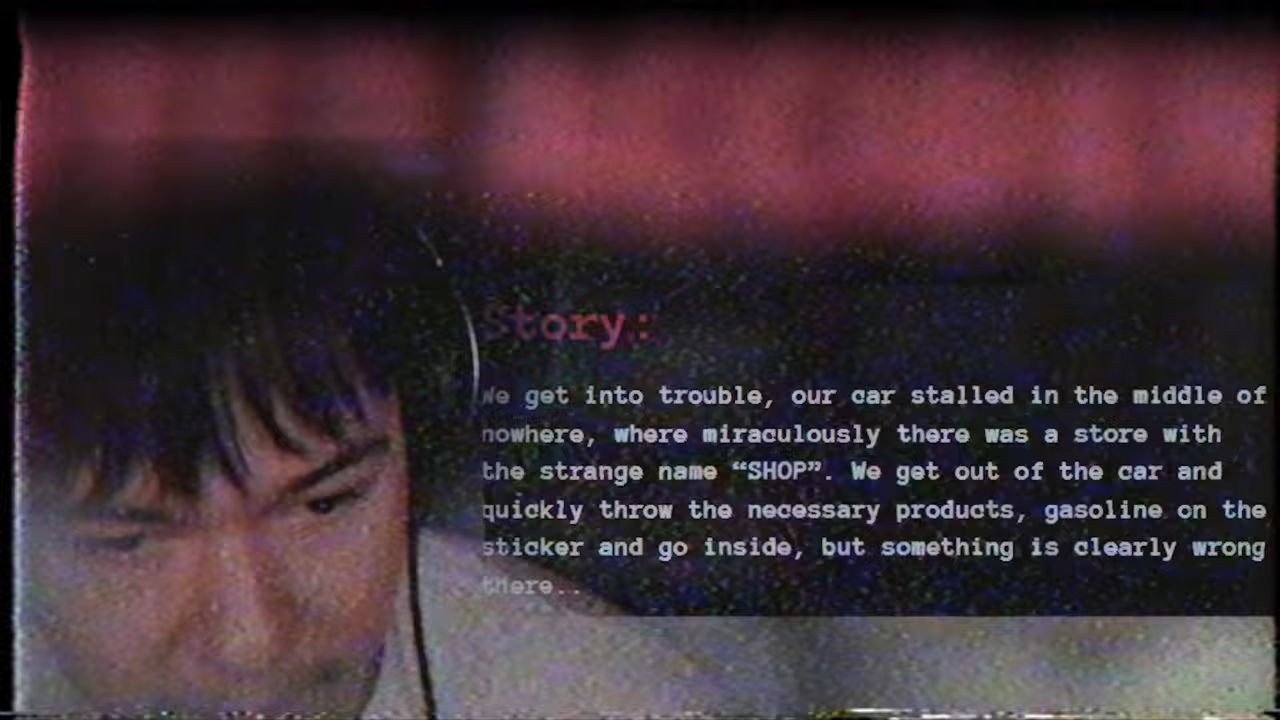 Story:
We get into trouble, our car stalled in the middle of
nowhere, where miraculously there was a store with
the strange name “SHOP”. We get out of the car and
quickly throw the necessary products, gasoline on the
sticker and go inside, but something is clearly wrong
there..